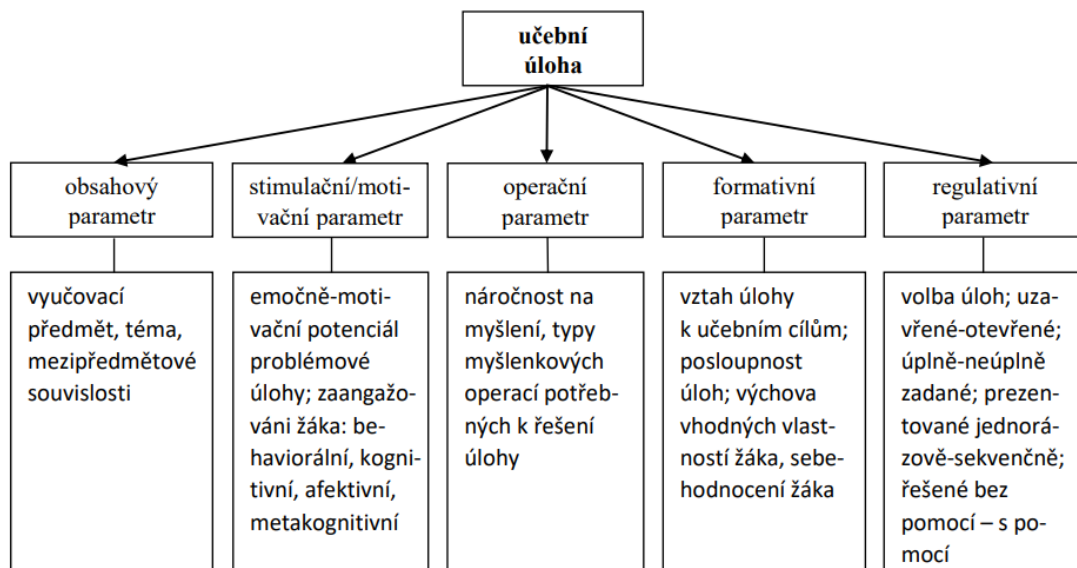 učební
úloha
obsahový
parametr
stimulační/moti-
vační parametr
operační
parametr
formativní
parametr
regulativní
parametr
vyučovací
předmět, téma,
mezipředmětové
souvislosti
emočně-moti-
vační potenciál
problémové
úlohy; zaangažo-
váni žáka: be-
haviorální, kogni-
tivní, afektivní,
metakognitivní
náročnost na
myšlení, typy
myšlenkových
operací potřeb-
ných k řešení
úlohy
vztah úlohy
k učebním cílům;
posloupnost
úloh; výchova
vhodných vlast-
ností žáka, sebe-
hodnocení žáka
volba úloh; uza-
vřené-otevřené;
úplně-neúplně
zadané; prezen-
tované jednorá-
zově-sekvenčně;
řešené bez
pomocí – s po-
mocí